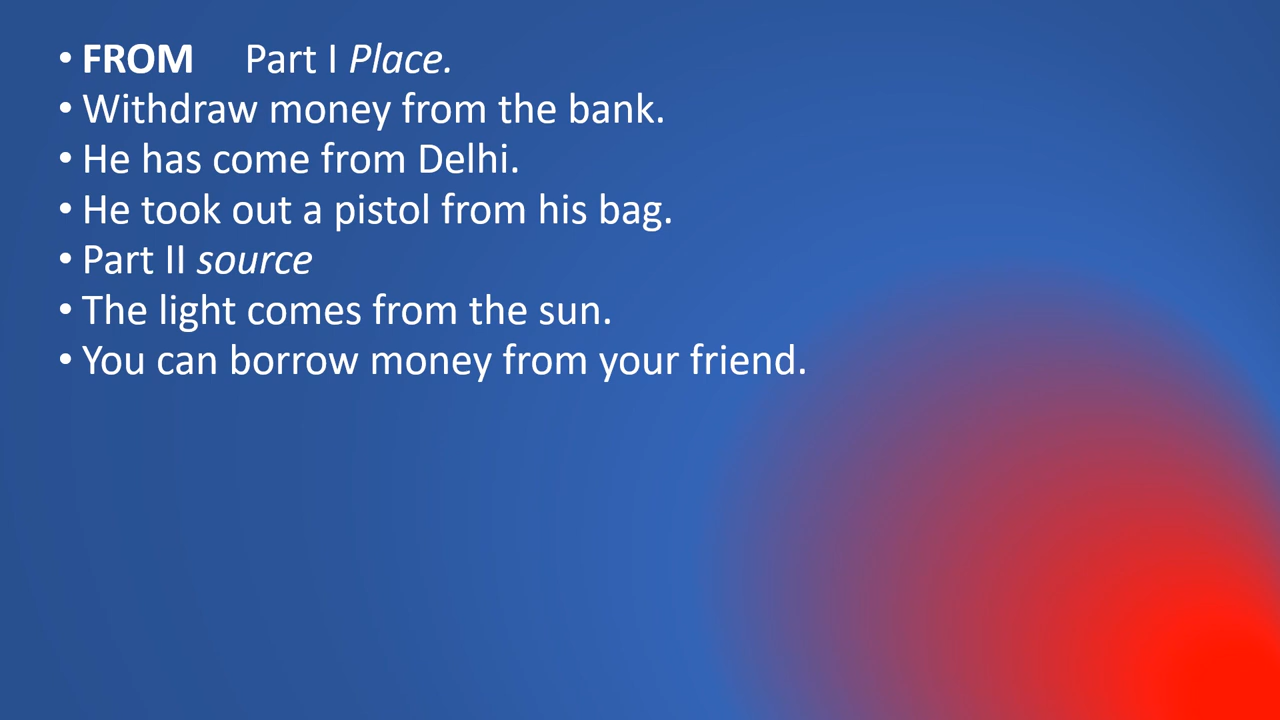 • FROM Part I Place.
• Withdraw money from the bank.
• He has come from Delhi.
• He took out a pistol from his bag.
• Part II source
• The light comes from the sun.
• You can borrow money from your friend.